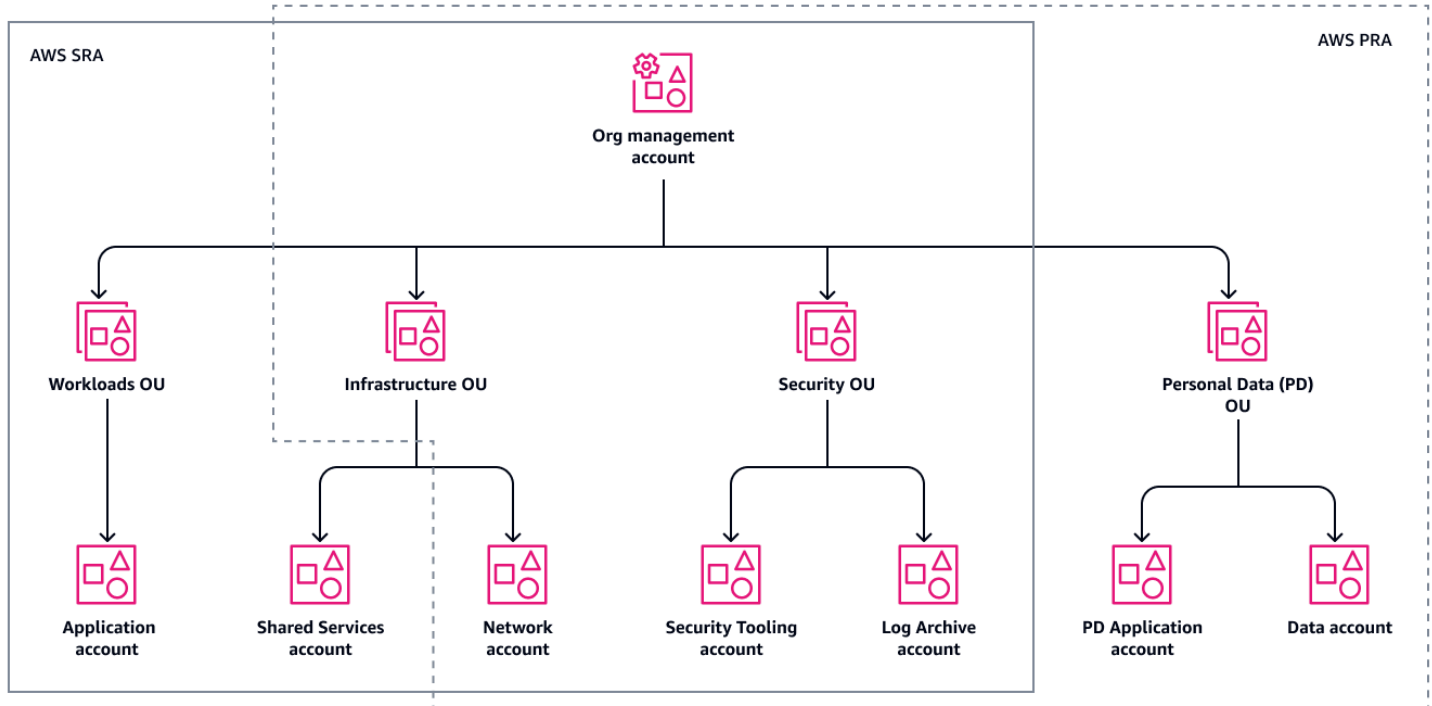 AWS SRA
AWS PRA
Org management
account
Workloads OU
Infrastructure OU
Security OU
Personal Data (PD)
OU
Application
account
Shared Services
account
Network
account
Security Tooling
account
Log Archive
account
PD Application
account
Data account